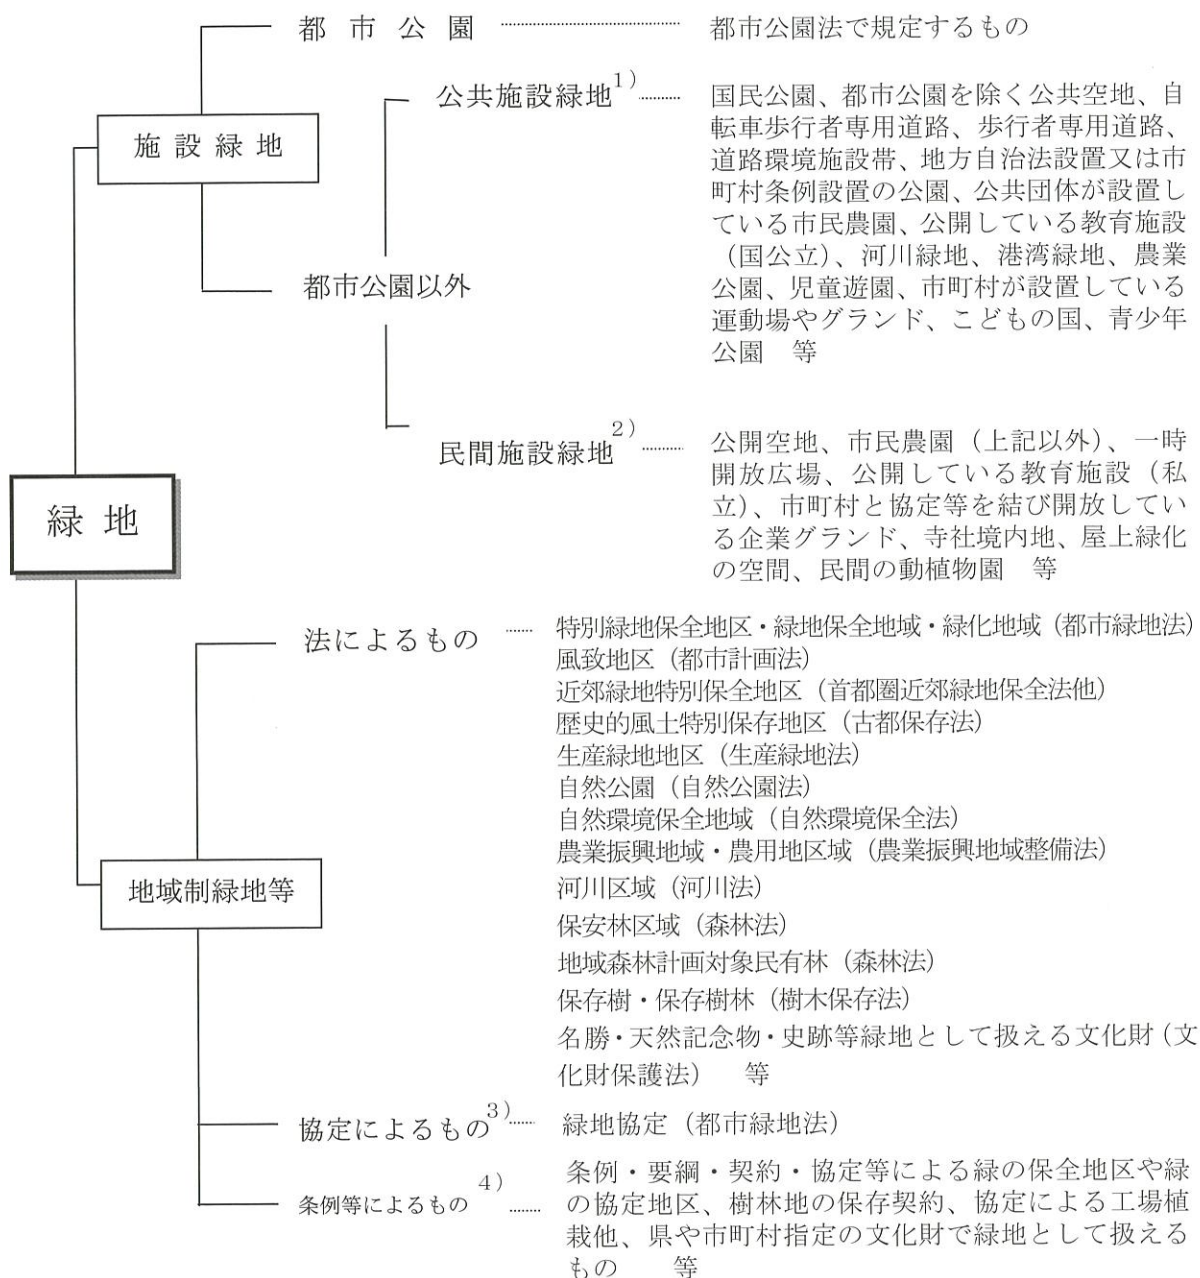 都市公園 都市公園法で規定するもの
公共施設緑地1) 国民公園、都市公園を除く公共空地、自
転車歩行者専用道路、歩行者専用道路、
道路環境施設帯、地方自治法設置又は市
町村条例設置の公園、公共団体が設置し
ている市民農園、公開している教育施設
(国公立)、河川緑地、港湾緑地、農業
公園、児童遊園、市町村が設置している
運動場やグランド、こどもの国、青少年
公園 等
施設緑地
都市公園以外
民間施設緑地2) 公開空地、市民農園(上記以外)、一時
開放広場、公開している教育施設(私
立)、市町村と協定等を結び開放してい
る企業グランド、寺社境内地、屋上緑化
の空間、民間の動植物園 等
緑地
法によるもの 特別緑地保全地区・緑地保全地域・緑化地域(都市緑地法)
風致地区(都市計画法)
近郊緑地特別保全地区(首都圏近郊緑地保全法他)
歴史的風土特別保存地区(古都保存法)
生産緑地地区(生産緑地法)
自然公園(自然公園法)
自然環境保全地域(自然環境保全法)
農業振興地域・農用地区域(農業振興地域整備法)
河川区域(河川法)
保安林区域(森林法)
地域森林計画対象民有林(森林法)
保存樹・保存樹林(樹木保存法)
名勝・天然記念物・史跡等緑地として扱える文化財(文
化財保護法) 等
地域制緑地等
協定によるもの3) 緑地協定(都市緑地法)
条例等によるもの4) 条例・要綱・契約・協定等による緑の保全地区や緑
の協定地区、樹林地の保存契約、協定による工場植
栽他、県や市町村指定の文化財で緑地として扱える
もの 等